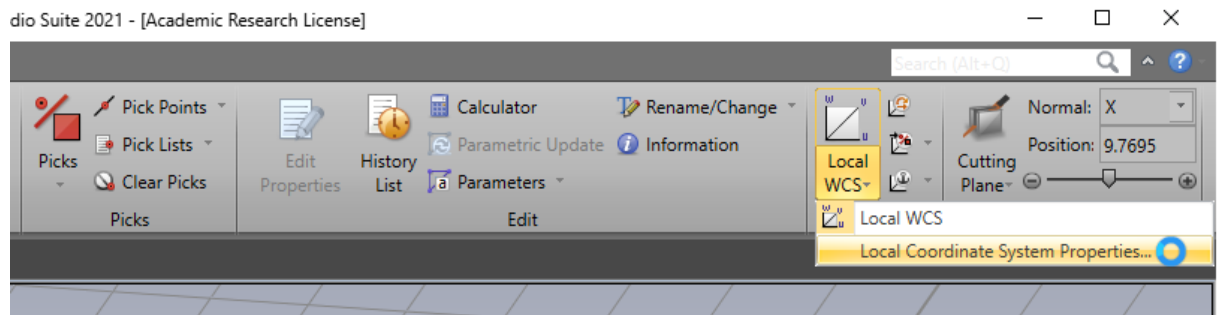 dio Suite 2021 - [Academic Research License]
Search (Alt+Q)
Picks
Pick Points
Pick Lists
Clear Picks
Picks
Edit Properties
History List
Calculator
Parametric Update
Parameters
Rename/Change
Information
Edit
w v
u
Local WCS
Cutting Plane
Normal: X
Position: 9.7695
Local WCS
Local Coordinate System Properties...